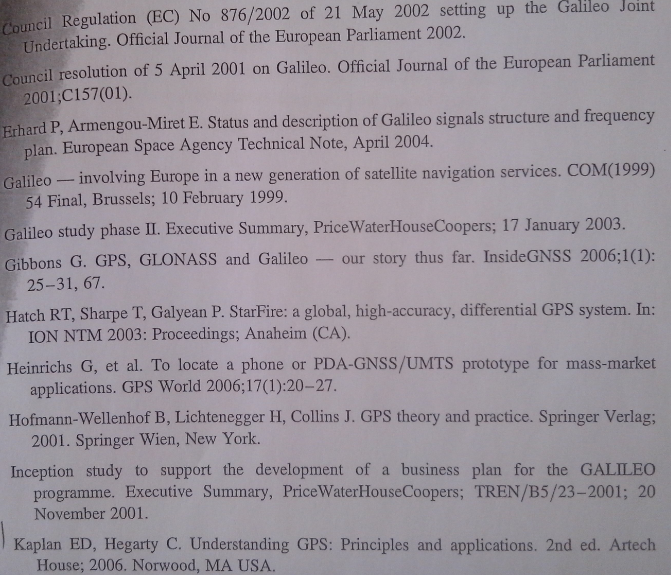 Council Regulation (EC) No 876/2002 of 21 May 2002 setting up the Galileo Joint
Undertaking. Official Journal of the European Parliament 2002.
Council resolution of 5 April 2001 on Galileo. Official Journal of the European Parliament
2001;C157(01).
Erhard P, Armengou-Miret E. Status and description of Galileo signals structure and frequency
plan. European Space Agency Technical Note, April 2004.
Galileo — involving Europe in a new generation of satellite navigation services. COM(1999)
54 Final, Brussels; 10 February 1999.
Galileo study phase II. Executive Summary, PriceWaterHouseCoopers; 17 January 2003.
Gibbons G. GPS, GLONASS and Galileo — our story thus far. InsideGNSS 2006;1(1):
25–31, 67.
Hatch RT, Sharpe T, Galyean P. StarFire: a global, high-accuracy, differential GPS system. In:
ION NTM 2003: Proceedings; Anaheim (CA).
Heinrichs G, et al. To locate a phone or PDA-GNSS/UMTS prototype for mass-market
applications. GPS World 2006;17(1):20–27.
Hofmann-Wellenhof B, Lichtenegger H, Collins J. GPS theory and practice. Springer Verlag;
2001. Springer Wien, New York.
Inception study to support the development of a business plan for the GALILEO
programme. Executive Summary, PriceWaterHouseCoopers; TREN/B5/23–2001; 20
November 2001.
Kaplan ED, Hegarty C. Understanding GPS: Principles and applications. 2nd ed. Artech
House; 2006. Norwood, MA USA.